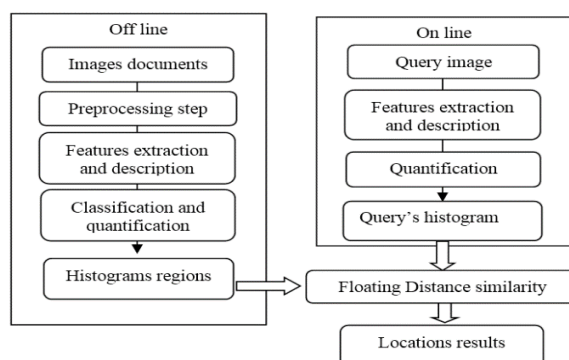 Off line
Images documents
Preprocessing step
Features extraction
and description
Classification and
quantification
Histograms regions
On line
Query image
Features extraction
and description
Quantification
Query's histogram
Floating Distance similarity
Locations results